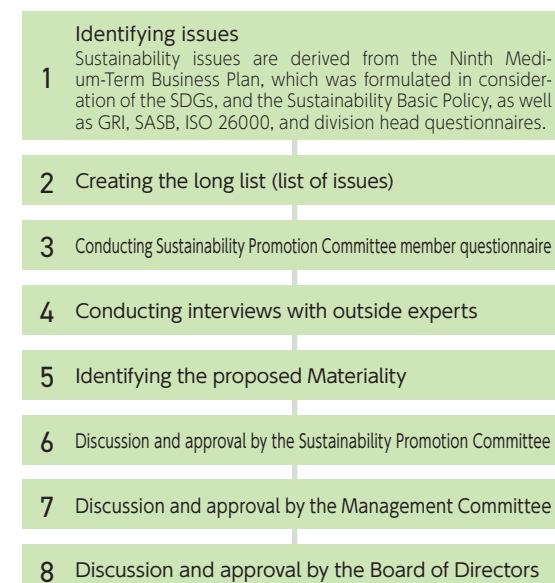 Identifying issues
1 Sustainability issues are derived from the Ninth Medi-
um-Term Business Plan, which was formulated in consider-
ation of the SDGs, and the Sustainability Basic Policy, as well
as GRI, SASB, ISO 26000, and division head questionnaires.
2 Creating the long list (list of issues)
3 Conducting Sustainability Promotion Committee member questionnaire
4 Conducting interviews with outside experts
5 Identifying the proposed Materiality
6 Discussion and approval by the Sustainability Promotion Committee
7 Discussion and approval by the Management Committee
8 Discussion and approval by the Board of Directors